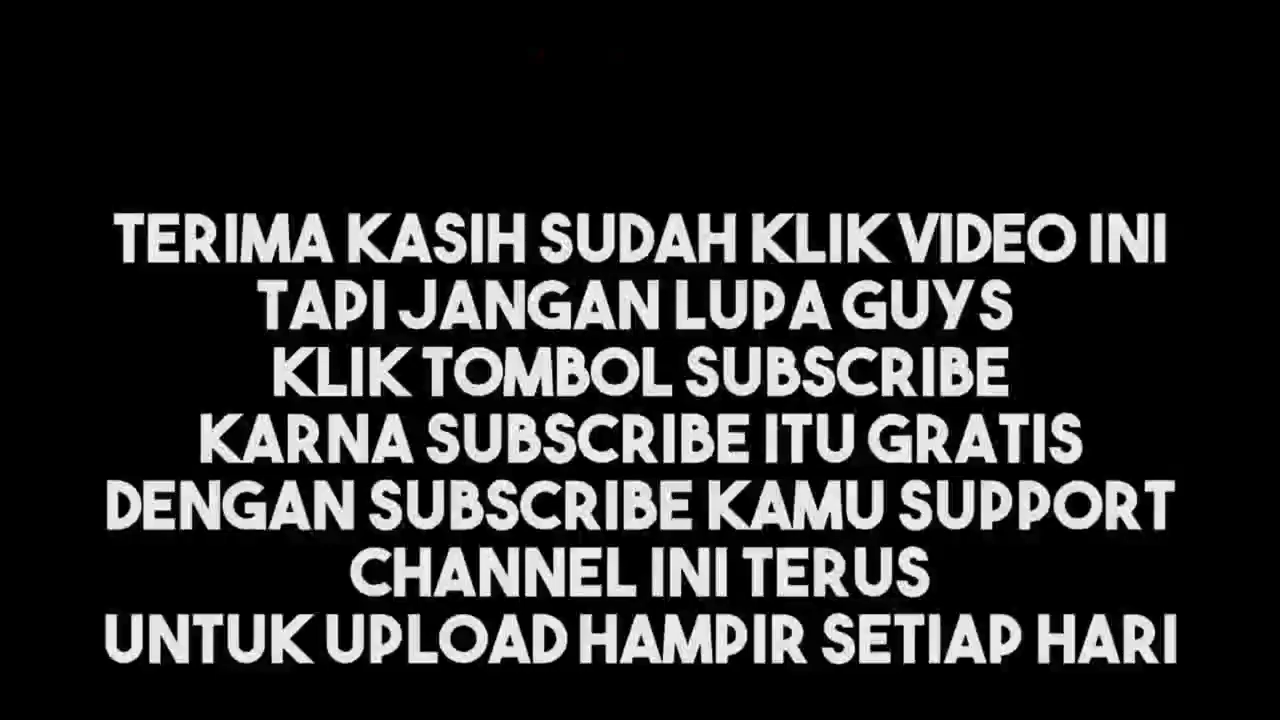 TERIMA KASIH SUDAH KLIK VIDEO INI
TAPI JANGAN LUPA GUYS
KLIK TOMBOL SUBSCRIBE
KARNA SUBSCRIBE ITU GRATIS
DENGAN SUBSCRIBE KAMU SUPPORT
CHANNEL INI TERUS
UNTUK UPLOAD HAMPIR SETIAP HARI